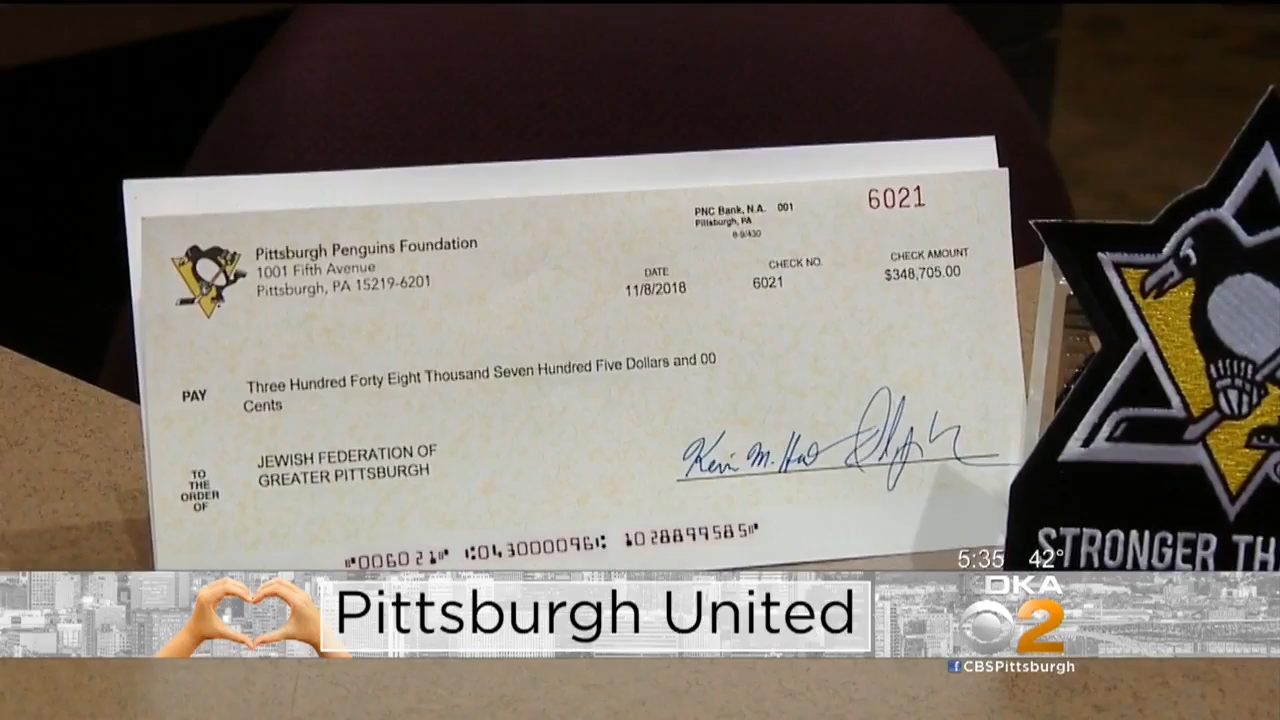 PNC Bank, N.A. 001
Pittsburgh, PA
8-9/430
6021
Pittsburgh Penguins Foundation
1001 Fifth Avenue
Pittsburgh, PA 15219-6201
DATE
11/8/2018
CHECK NO.
6021
CHECK AMOUNT
$348,705.00
PAY
Three Hundred Forty Eight Thousand Seven Hundred Five Dollars and 00
Cents
TO
THE
ORDER
OF
JEWISH FEDERATION OF
GREATER PITTSBURGH
Kevin M. Hart
⑈006021⑈ ⑆043000096⑆ 1028899585⑈
STRONGER TH
5:35 42°
DKA
2
Pittsburgh United
CBSPittsburgh